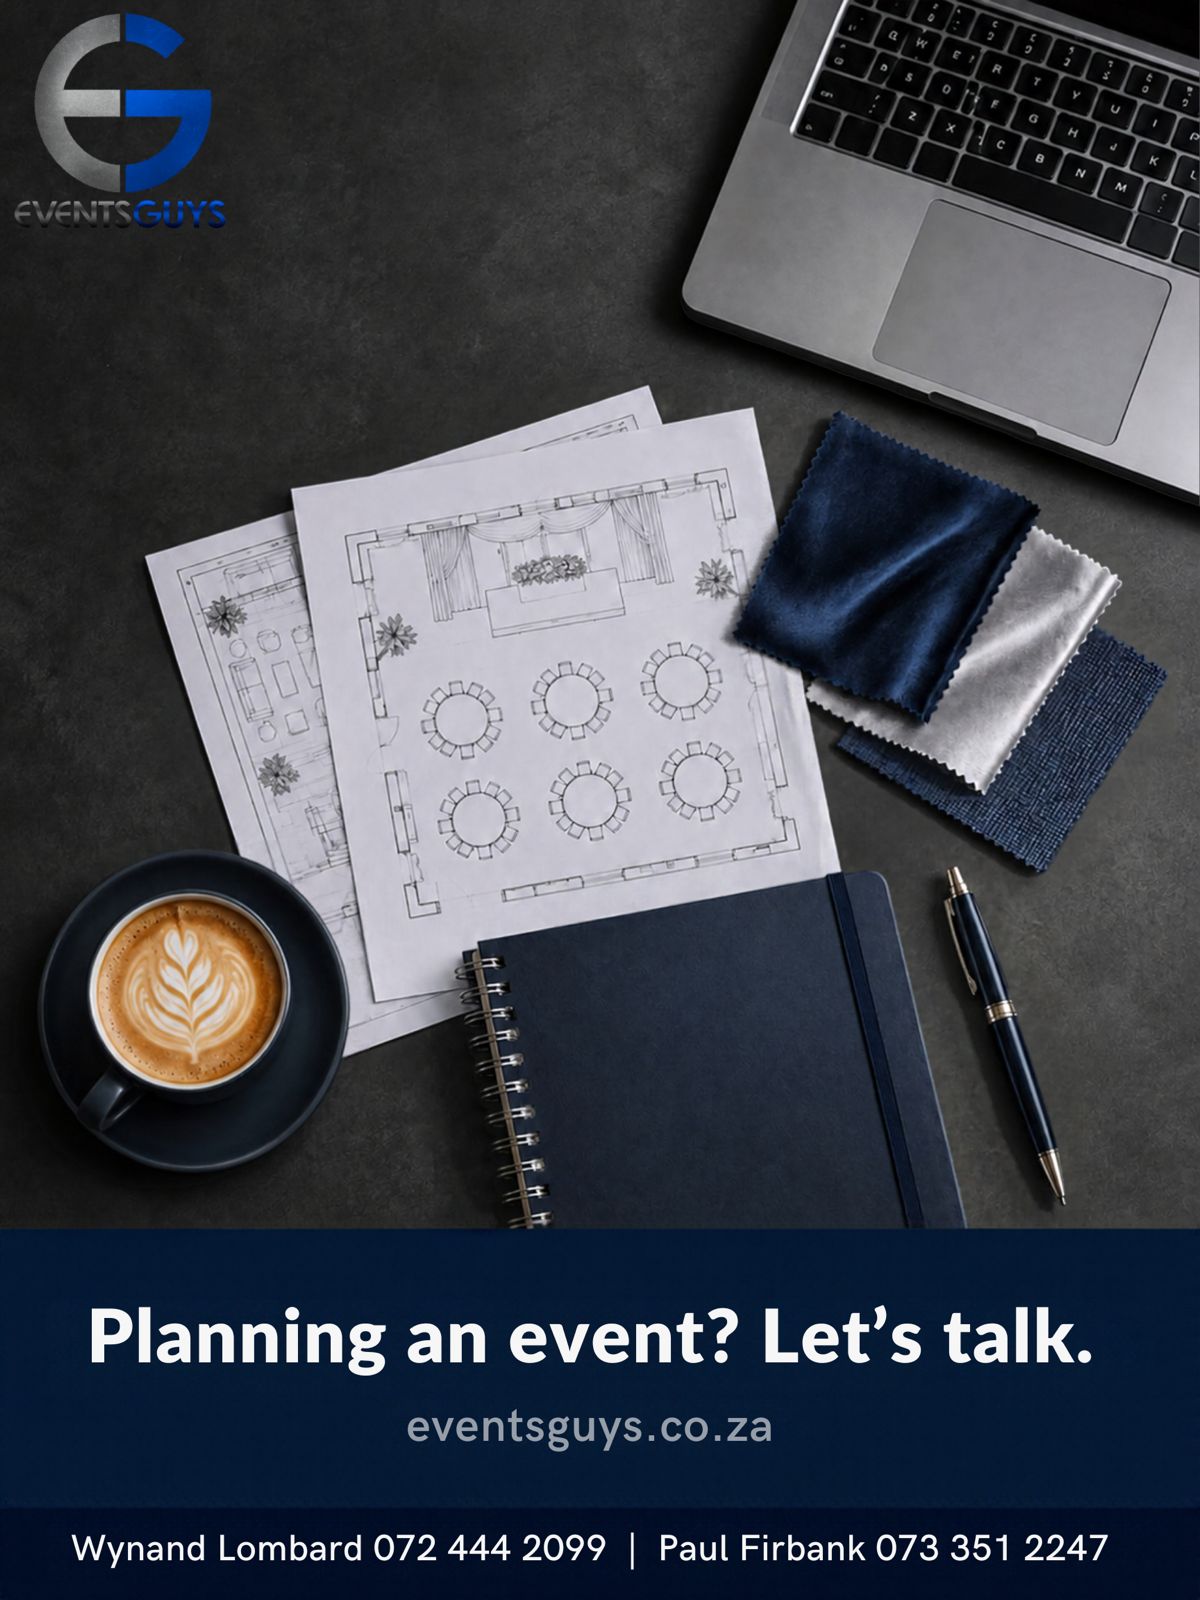 EVENTSGUYS
Planning an event? Let’s talk.
eventsguys.co.za
Wynand Lombard 072 444 2099 | Paul Firbank 073 351 2247